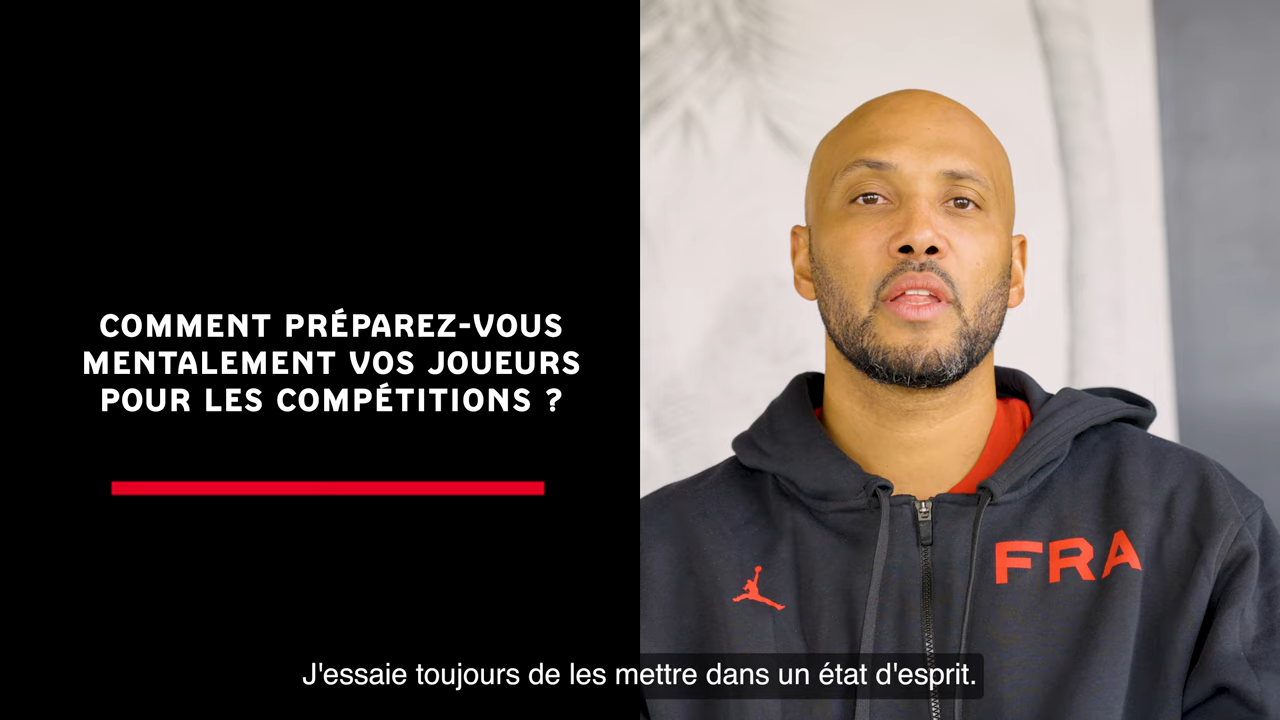 COMMENT PRÉPAREZ-VOUS
MENTALEMENT VOS JOUEURS
POUR LES COMPÉTITIONS ?
FRA
J'essaie toujours de les mettre dans un état d'esprit.